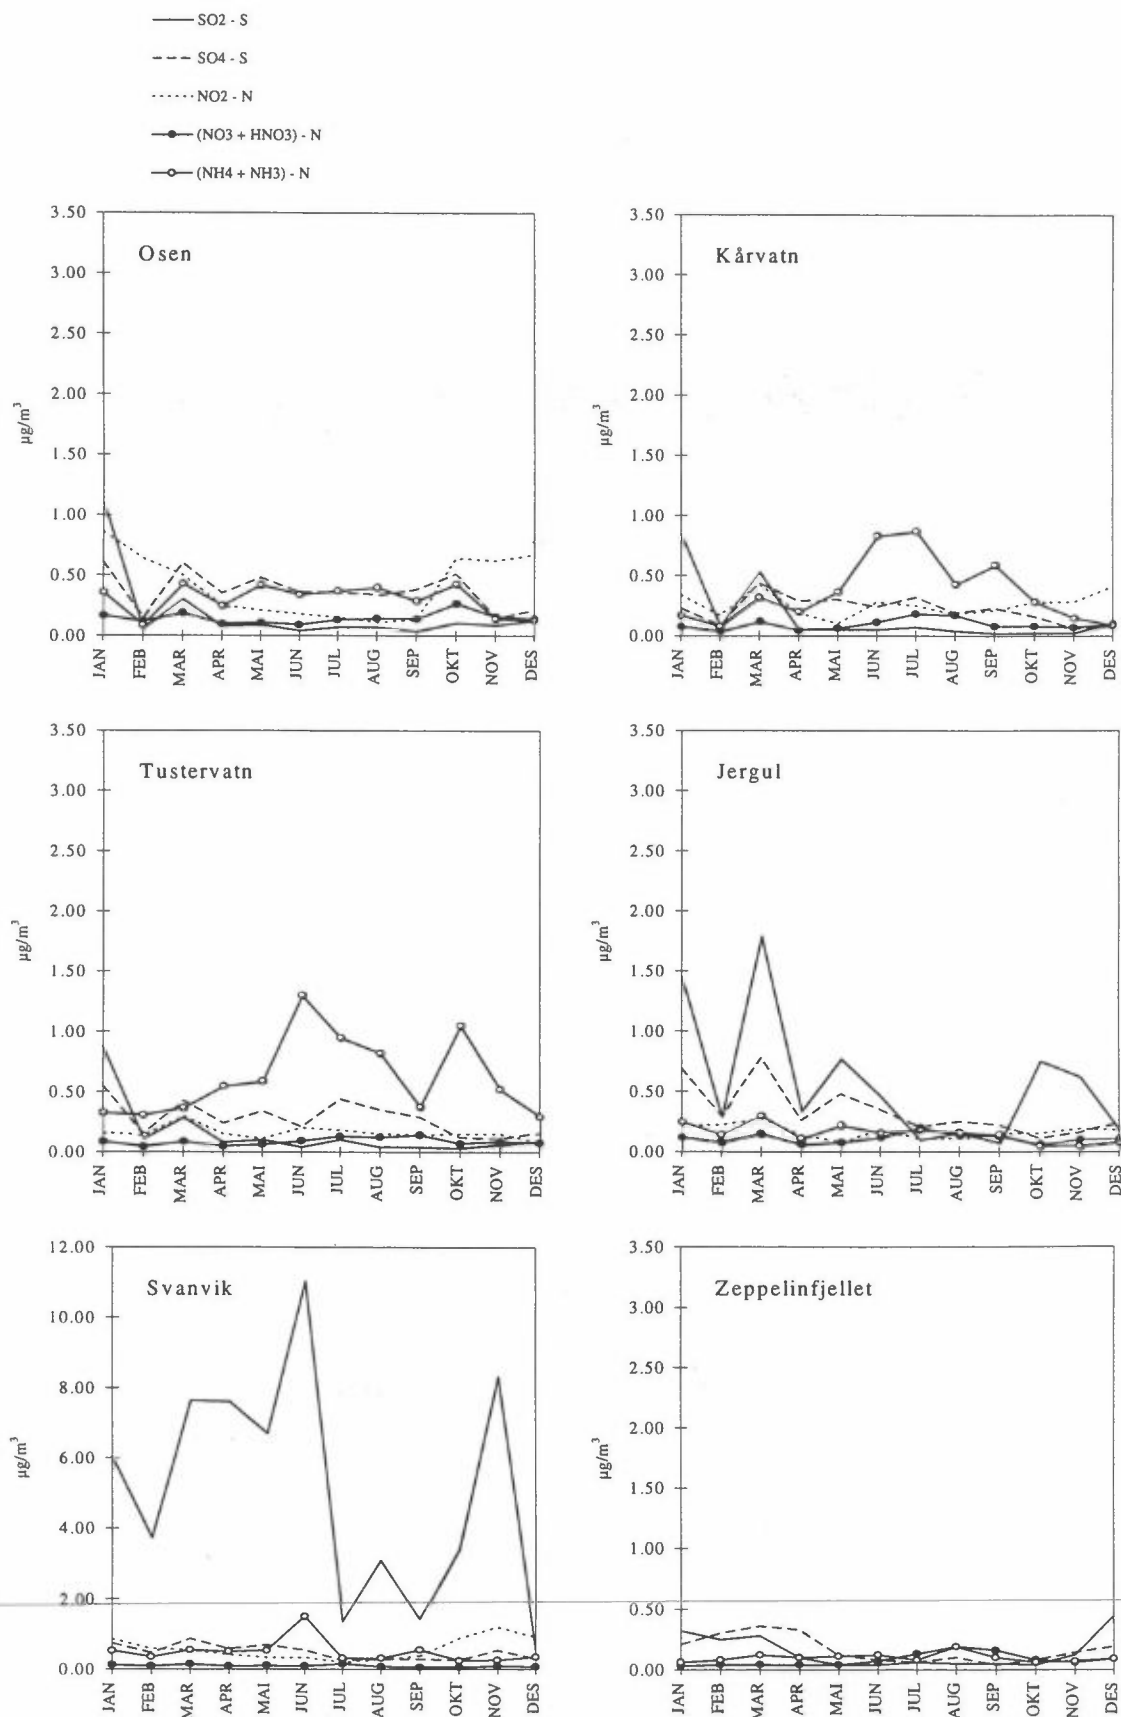 SO2 - S
SO4 - S
NO2 - N
(NO3 + HNO3) - N
(NH4 + NH3) - N
Osen
3.50
3.00
2.50
2.00
1.50
1.00
0.50
0.00
µg/m³
JAN
FEB
MAR
APR
MAI
JUN
JUL
AUG
SEP
OKT
NOV
DES
Kårvatn
3.50
3.00
2.50
2.00
1.50
1.00
0.50
0.00
µg/m³
JAN
FEB
MAR
APR
MAI
JUN
JUL
AUG
SEP
OKT
NOV
DES
Tustervatn
3.50
3.00
2.50
2.00
1.50
1.00
0.50
0.00
µg/m³
JAN
FEB
MAR
APR
MAI
JUN
JUL
AUG
SEP
OKT
NOV
DES
Jergul
3.50
3.00
2.50
2.00
1.50
1.00
0.50
0.00
µg/m³
JAN
FEB
MAR
APR
MAI
JUN
JUL
AUG
SEP
OKT
NOV
DES
Svanvik
12.00
10.00
8.00
6.00
4.00
2.00
0.00
µg/m³
JAN
FEB
MAR
APR
MAI
JUN
JUL
AUG
SEP
OKT
NOV
DES
Zeppelinfjellet
3.50
3.00
2.50
2.00
1.50
1.00
0.50
0.00
µg/m³
JAN
FEB
MAR
APR
MAI
JUN
JUL
AUG
SEP
OKT
NOV
DES